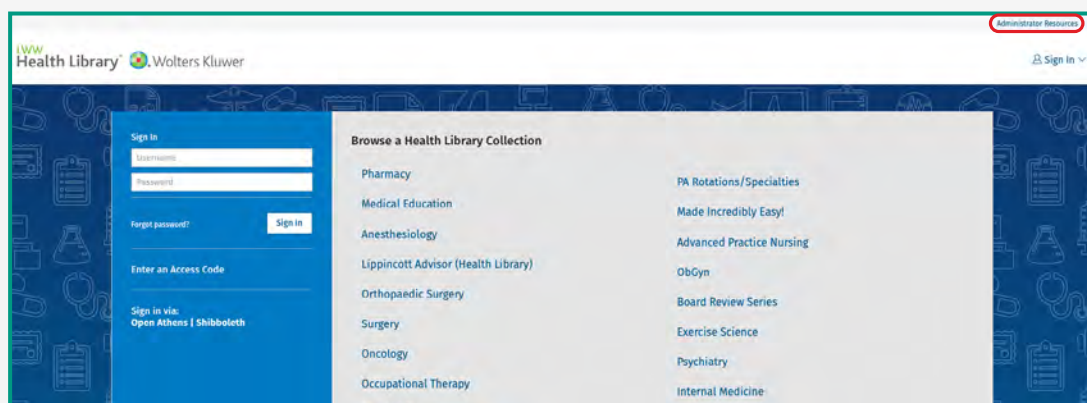 Administrator Resources
LWW
Health Library Wolters Kluwer
Sign In
Sign In
Username
Password
Forgot password?
Sign In
Enter an Access Code
Sign in via:
Open Athens | Shibboleth
Browse a Health Library Collection
Pharmacy
Medical Education
Anesthesiology
Lippincott Advisor (Health Library)
Orthopaedic Surgery
Surgery
Oncology
Occupational Therapy
PA Rotations/Specialties
Made Incredibly Easy!
Advanced Practice Nursing
ObGyn
Board Review Series
Exercise Science
Psychiatry
Internal Medicine